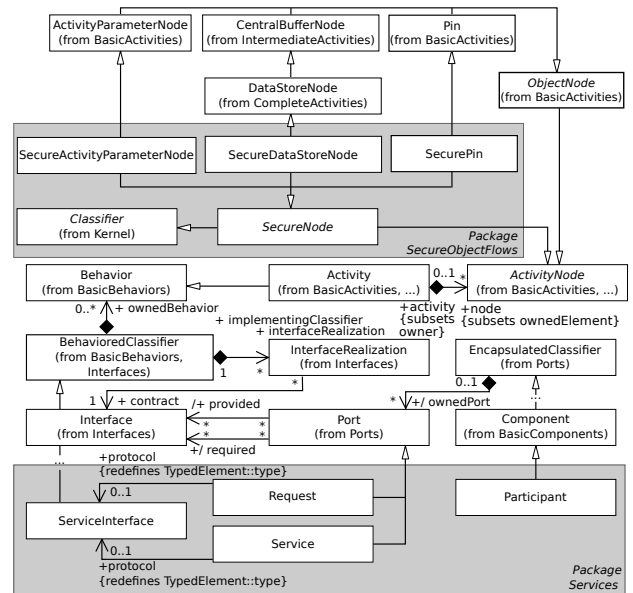 ActivityParameterNode
(from BasicActivities)
CentralBufferNode
(from IntermediateActivities)
Pin
(from BasicActivities)
DataStoreNode
(from CompleteActivities)
ObjectNode
(from BasicActivities)
SecureActivityParameterNode
SecureDataStoreNode
SecurePin
Classifier
(from Kernel)
SecureNode
Package
SecureObjectFlows
Behavior
(from BasicBehaviors)
Activity
(from BasicActivities, ...)
0..1
*
ActivityNode
(from BasicActivities, ...)
0..*
+ ownedBehavior
+activity
{subsets
owner}
+node
{subsets ownedElement}
+ implementingClassifier
+ interfaceRealization
BehavioredClassifier
(from BasicBehaviors,
Interfaces)
1
*
InterfaceRealization
(from Interfaces)
EncapsulatedClassifier
(from Ports)
*
0..1
1
+ contract
/+ provided
*
+/ ownedPort
...
Interface
(from Interfaces)
*
*
*
*
Port
(from Ports)
Component
(from BasicComponents)
+/ required
...
+protocol
{redefines TypedElement::type}
0..1
Request
Participant
ServiceInterface
Service
0..1
+protocol
{redefines TypedElement::type}
Package
Services